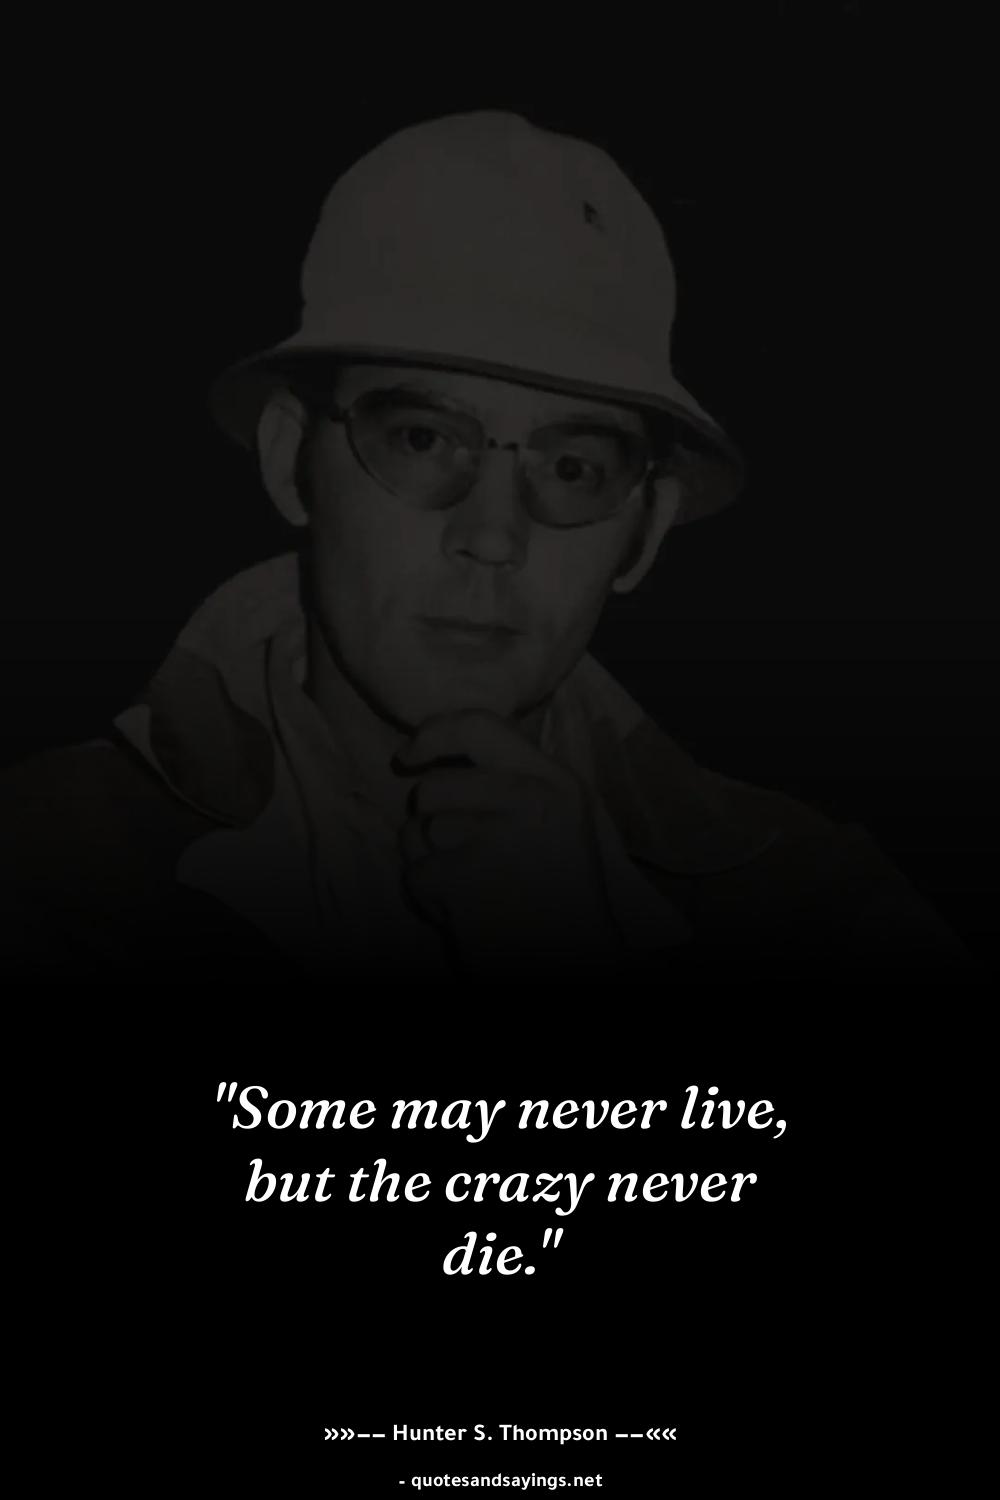 "Some may never live,
but the crazy never
die."
»»−− Hunter S. Thompson −−««
- quotesandsayings.net